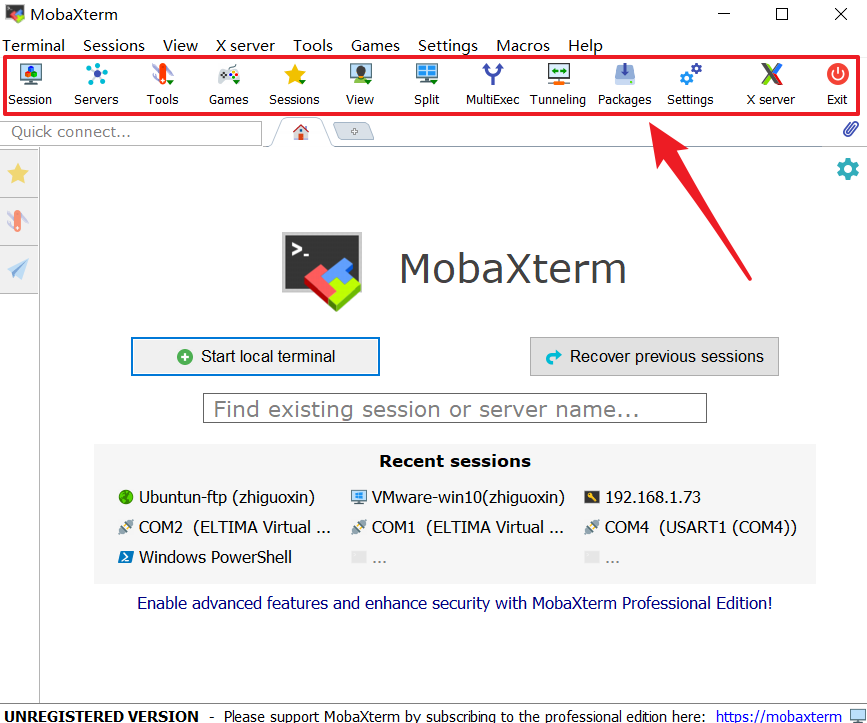 MobaXterm
Terminal Sessions View X server Tools Games Settings Macros Help
Session Servers Tools Games Sessions View Split MultiExec Tunneling Packages Settings X server Exit
Quick connect...
MobaXterm
Start local terminal Recover previous sessions
Find existing session or server name...
Recent sessions
Ubuntun-ftp (zhiguoxin) VMware-win10(zhiguoxin) 192.168.1.73
COM2 (ELTIMA Virtual ... COM1 (ELTIMA Virtual ... COM4 (USART1 (COM4))
Windows PowerShell ... ...
Enable advanced features and enhance security with MobaXterm Professional Edition!
UNREGISTERED VERSION - Please support MobaXterm by subscribing to the professional edition here: https://mobaxterm